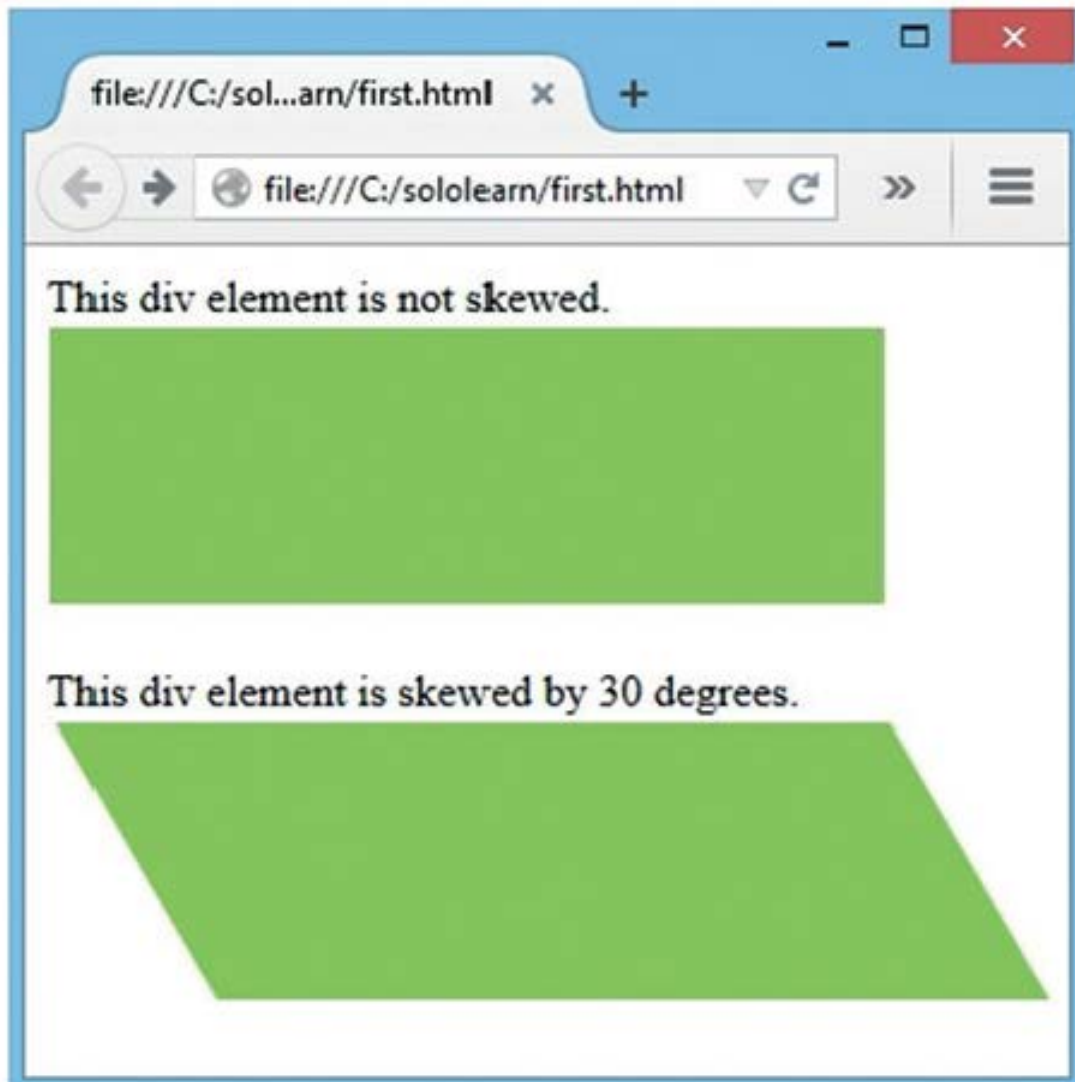 file:///C:/sol...arn/first.html
file:///C:/sololearn/first.html
This div element is not skewed.
This div element is skewed by 30 degrees.